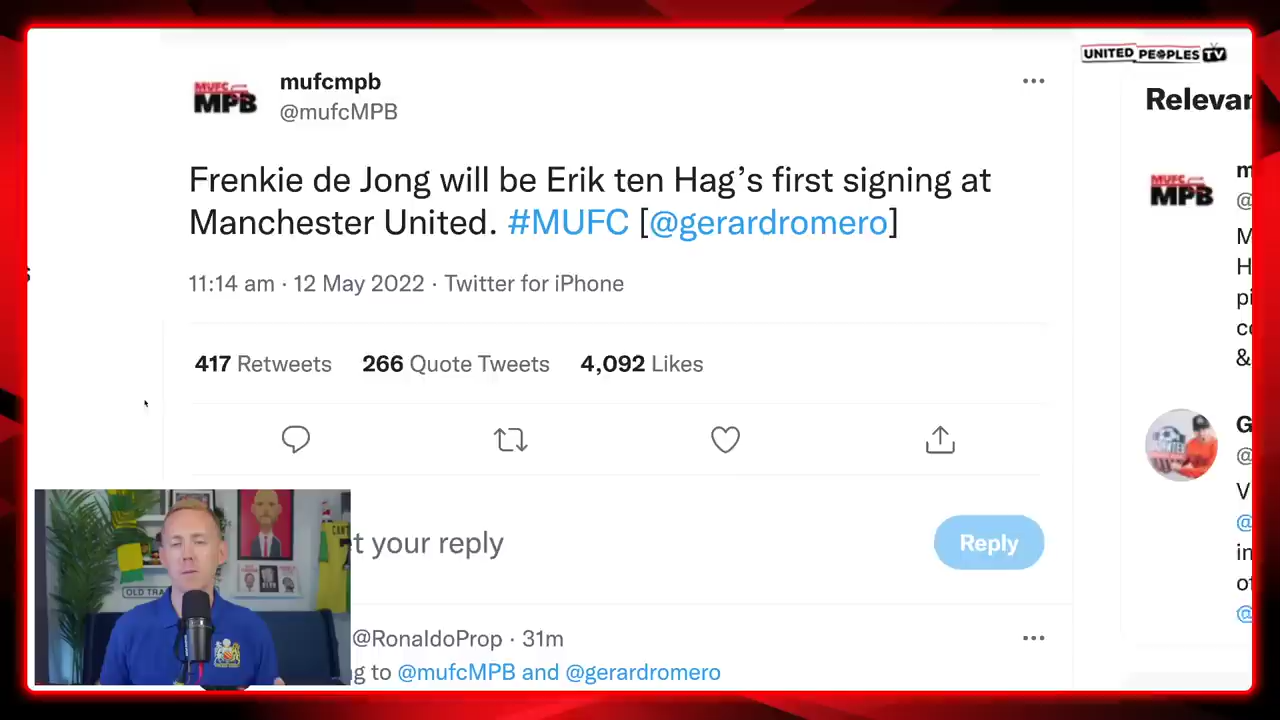 UNITED PEOPLES TV
mufcmpb
@mufcMPB
Frenkie de Jong will be Erik ten Hag’s first signing at
Manchester United. #MUFC [@gerardromero]
11:14 am · 12 May 2022 · Twitter for iPhone
417 Retweets 266 Quote Tweets 4,092 Likes
your reply
Reply
@RonaldoProp · 31m
to @mufcMPB and @gerardromero
MUFC
MPB
MUFC
MPB
OLD TRA